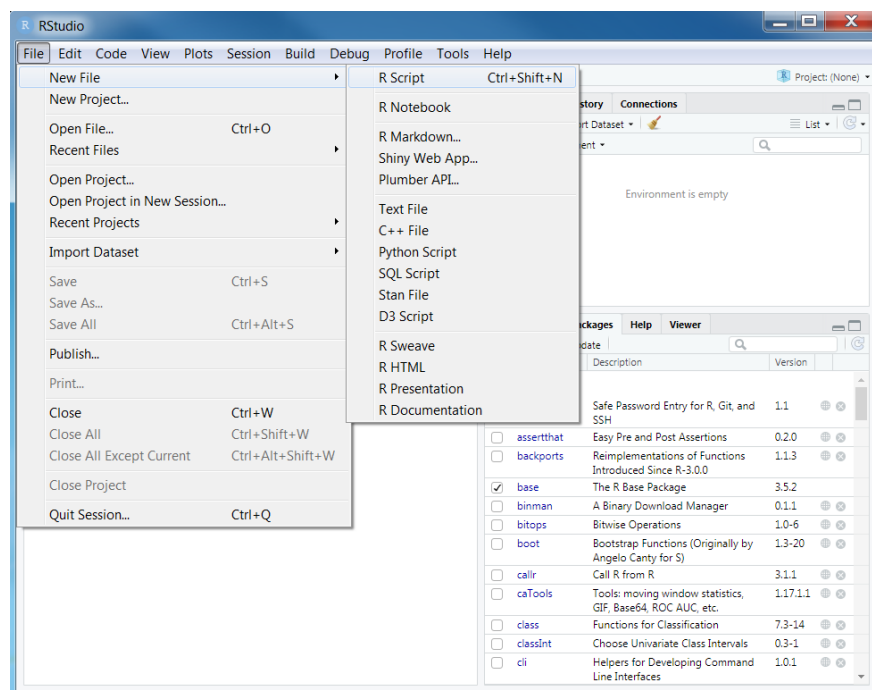 RStudio
File Edit Code View Plots Session Build Debug Profile Tools Help
New File
New Project...
Open File... Ctrl+O
Recent Files
Open Project...
Open Project in New Session...
Recent Projects
Import Dataset
Save Ctrl+S
Save As...
Save All Ctrl+Alt+S
Publish...
Print...
Close Ctrl+W
Close All Ctrl+Shift+W
Close All Except Current Ctrl+Alt+Shift+W
Close Project
Quit Session... Ctrl+Q
R Script Ctrl+Shift+N
R Notebook
R Markdown...
Shiny Web App...
Plumber API...
Text File
C++ File
Python Script
SQL Script
Stan File
D3 Script
R Sweave
R HTML
R Presentation
R Documentation
Project: (None)
story Connections
rt Dataset List
ent
Environment is empty
ckages Help Viewer
date
Description Version
Safe Password Entry for R, Git, and 1.1
SSH
assertthat Easy Pre and Post Assertions 0.2.0
backports Reimplementations of Functions 1.1.3
Introduced Since R-3.0.0
base The R Base Package 3.5.2
binman A Binary Download Manager 0.1.1
bitops Bitwise Operations 1.0-6
boot Bootstrap Functions (Originally by 1.3-20
Angelo Canty for S)
callr Call R from R 3.1.1
caTools Tools: moving window statistics, 1.17.1.1
GIF, Base64, ROC AUC, etc.
class Functions for Classification 7.3-14
classInt Choose Univariate Class Intervals 0.3-1
cli Helpers for Developing Command 1.0.1
Line Interfaces